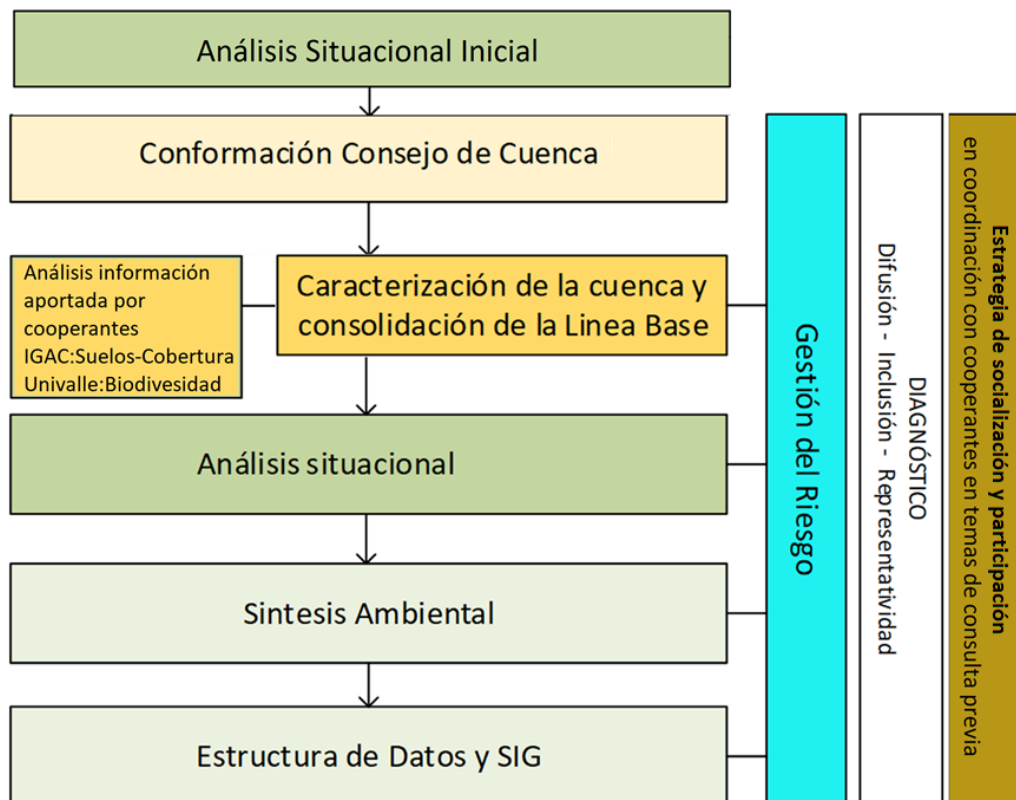 Análisis Situacional Inicial
Conformación Consejo de Cuenca
Análisis información
aportada por
cooperantes
IGAC:Suelos-Cobertura
Univalle:Biodivesidad
Caracterización de la cuenca y
consolidación de la Linea Base
Análisis situacional
Sintesis Ambiental
Estructura de Datos y SIG
Gestión del Riesgo
DIAGNÓSTICO
Difusión - Inclusión - Representatividad
Estrategia de socialización y participación
en coordinación con cooperantes en temas de consulta previa